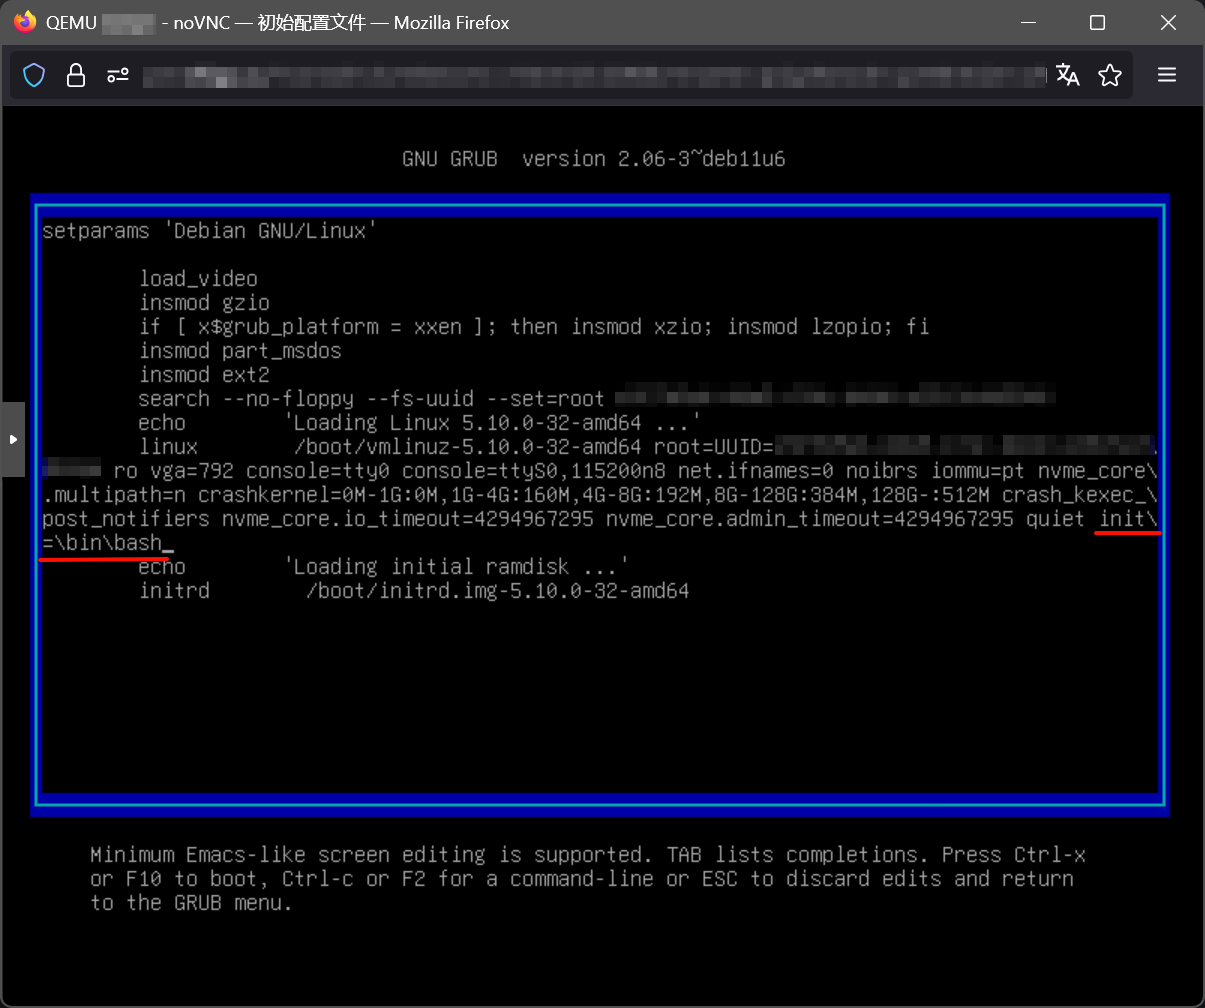 QEMU - noVNC — 初始配置文件 — Mozilla Firefox
GNU GRUB  version 2.06-3~deb11u6
setparams 'Debian GNU/Linux'
load_video
insmod gzio
if [ x$grub_platform = xxen ]; then insmod xzio; insmod lzopio; fi
insmod part_msdos
insmod ext2
search --no-floppy --fs-uuid --set=root
echo 'Loading Linux 5.10.0-32-amd64 ...'
linux /boot/vmlinuz-5.10.0-32-amd64 root=UUID=
ro vga=792 console=tty0 console=ttyS0,115200n8 net.ifnames=0 noibrs iommu=pt nvme_core\
.multipath=n crashkernel=0M-1G:0M,1G-4G:160M,4G-8G:192M,8G-128G:384M,128G-:512M crash_kexec_\
post_notifiers nvme_core.io_timeout=4294967295 nvme_core.admin_timeout=4294967295 quiet init\
=\bin\bash_
echo 'Loading initial ramdisk ...'
initrd /boot/initrd.img-5.10.0-32-amd64
Minimum Emacs-like screen editing is supported. TAB lists completions. Press Ctrl-x
or F10 to boot, Ctrl-c or F2 for a command-line or ESC to discard edits and return
to the GRUB menu.